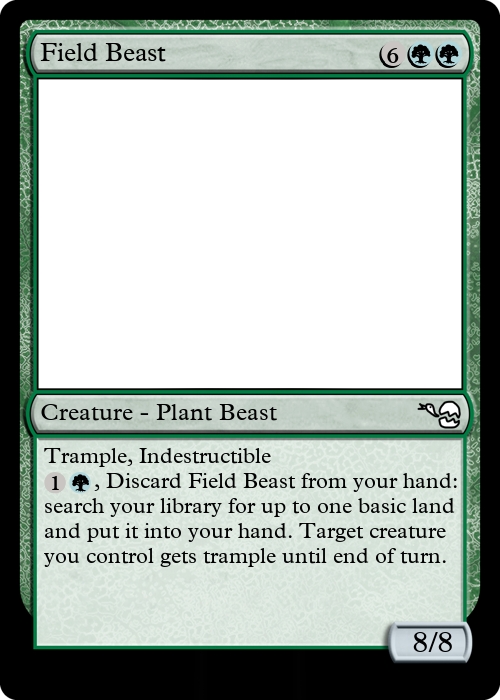 Field Beast 6
Creature - Plant Beast
Trample, Indestructible
1 , Discard Field Beast from your hand:
search your library for up to one basic land
and put it into your hand. Target creature
you control gets trample until end of turn.
8/8